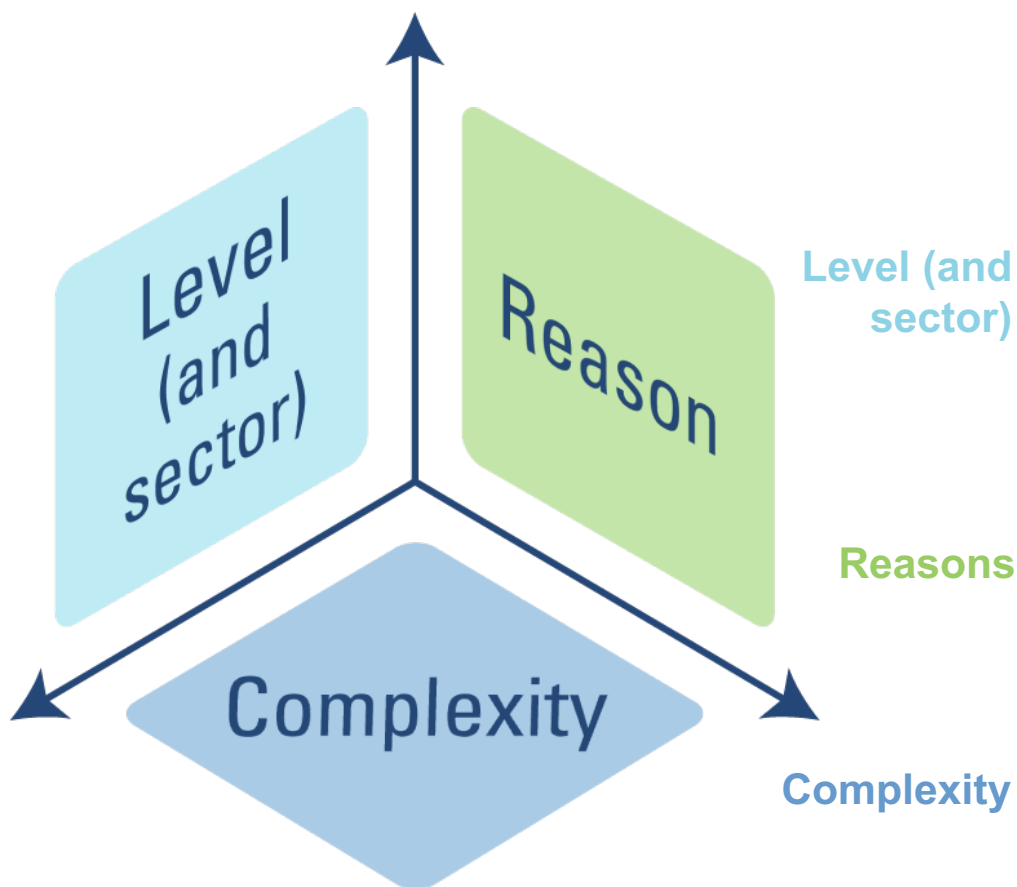 Level
(and
sector)
Reason
Complexity
Level (and
sector)
Reasons
Complexity